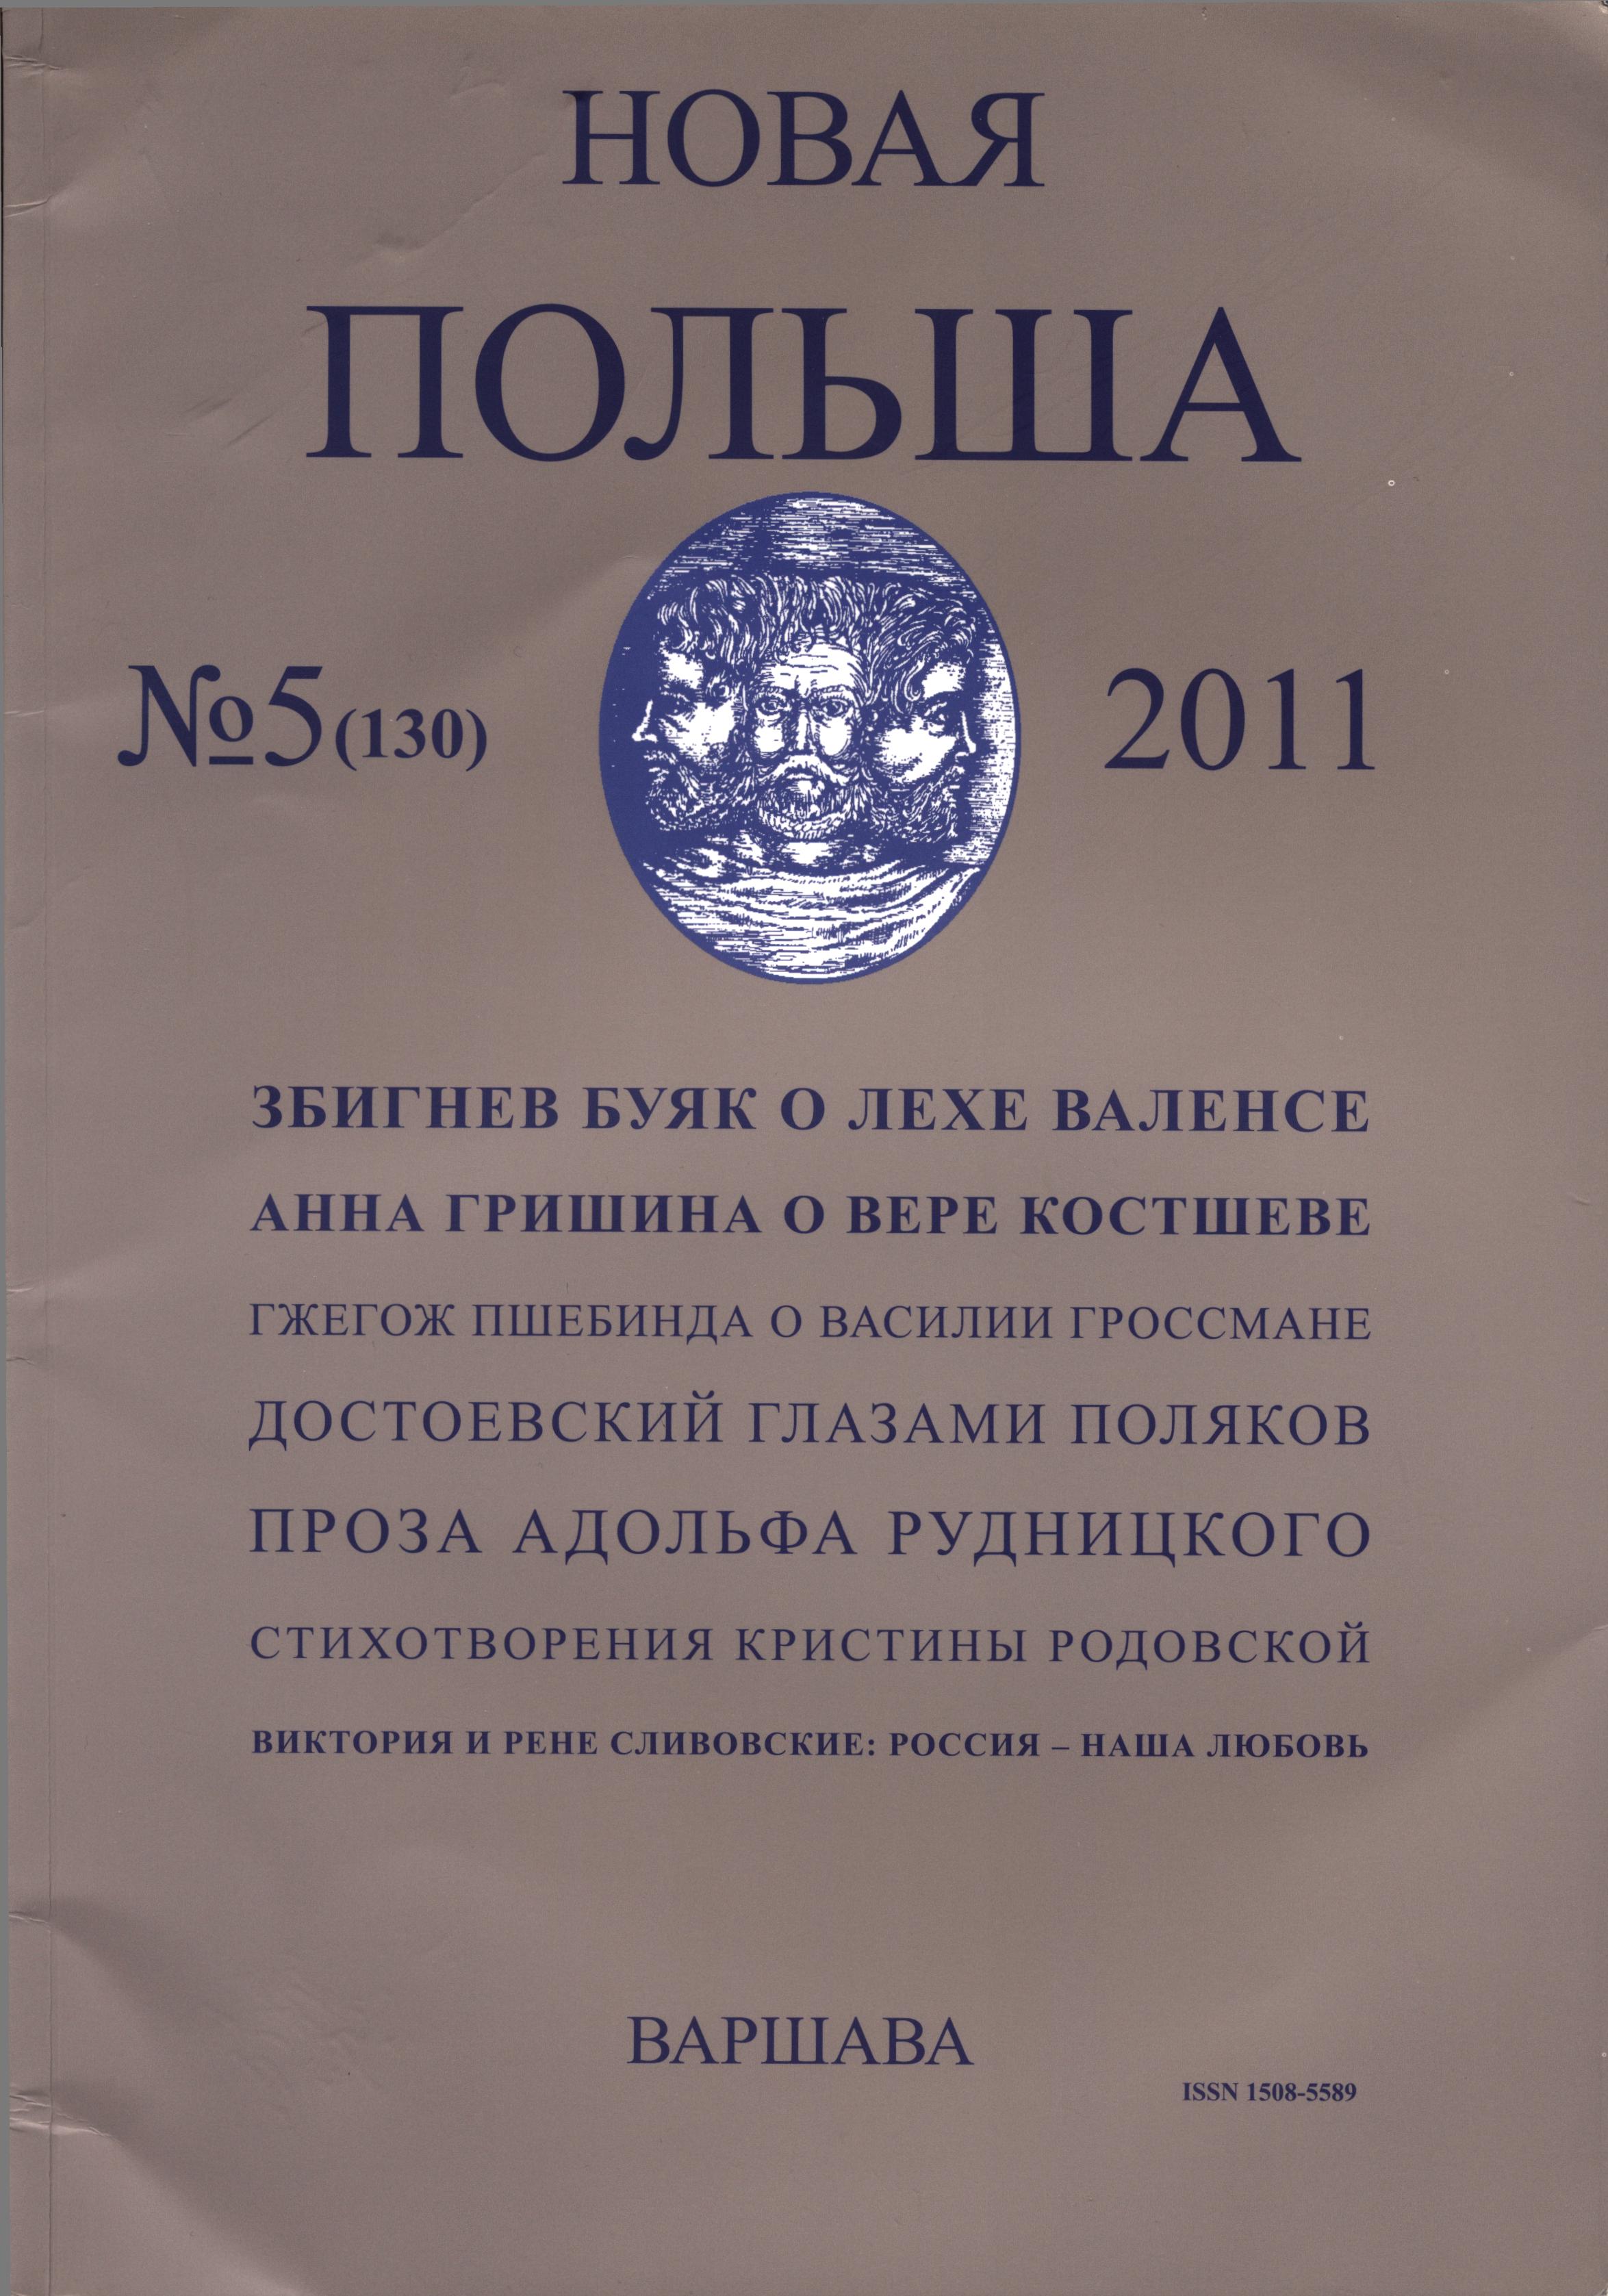 НОВАЯ
ПОЛЬША
№5(130)
2011
ЗБИГНЕВ БУЯК О ЛЕХЕ ВАЛЕНСЕ
АННА ГРИШИНА О ВЕРЕ КОСТШЕВЕ
ГЖЕГОЖ ПШЕБИНДА О ВАСИЛИИ ГРОССМАНЕ
ДОСТОЕВСКИЙ ГЛАЗАМИ ПОЛЯКОВ
ПРОЗА АДОЛЬФА РУДНИЦКОГО
СТИХОТВОРЕНИЯ КРИСТИНЫ РОДОВСКОЙ
ВИКТОРИЯ И РЕНЕ СЛИВОВСКИЕ: РОССИЯ – НАША ЛЮБОВЬ
ВАРШАВА
ISSN 1508-5589